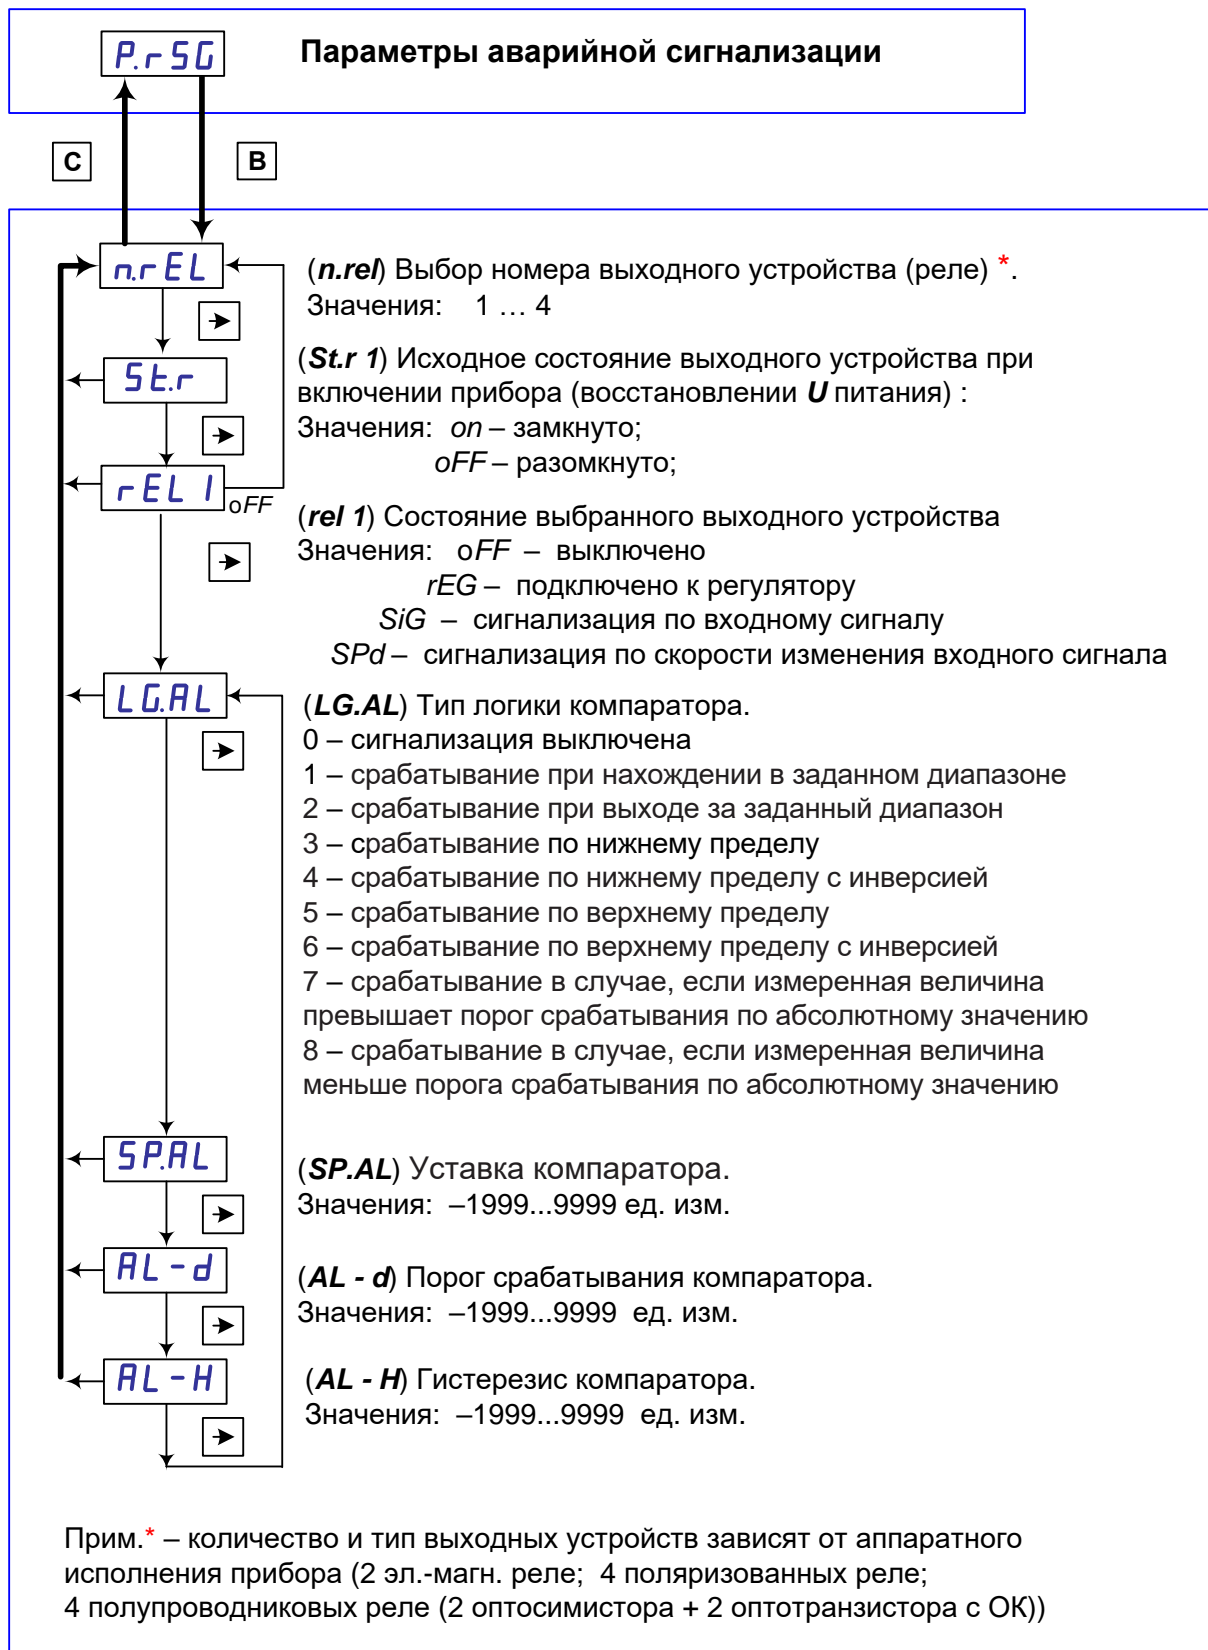 P.rSG
Параметры аварийной сигнализации
C
B
n.rEL
(n.rel) Выбор номера выходного устройства (реле) *.
Значения: 1 … 4
St.r
(St.r 1) Исходное состояние выходного устройства при
включении прибора (восстановлении U питания) :
Значения: on – замкнуто;
oFF – разомкнуто;
rEL 1
oFF
(rel 1) Состояние выбранного выходного устройства
Значения: oFF – выключено
rEG – подключено к регулятору
SiG – сигнализация по входному сигналу
SPd – сигнализация по скорости изменения входного сигнала
LG.AL
(LG.AL) Тип логики компаратора.
0 – сигнализация выключена
1 – срабатывание при нахождении в заданном диапазоне
2 – срабатывание при выходе за заданный диапазон
3 – срабатывание по нижнему пределу
4 – срабатывание по нижнему пределу с инверсией
5 – срабатывание по верхнему пределу
6 – срабатывание по верхнему пределу с инверсией
7 – срабатывание в случае, если измеренная величина
превышает порог срабатывания по абсолютному значению
8 – срабатывание в случае, если измеренная величина
меньше порога срабатывания по абсолютному значению
SP.AL
(SP.AL) Уставка компаратора.
Значения: –1999...9999 ед. изм.
AL-d
(AL - d) Порог срабатывания компаратора.
Значения: –1999...9999 ед. изм.
AL-H
(AL - H) Гистерезис компаратора.
Значения: –1999...9999 ед. изм.
Прим.* – количество и тип выходных устройств зависят от аппаратного
исполнения прибора (2 эл.-магн. реле; 4 поляризованных реле;
4 полупроводниковых реле (2 оптосимистора + 2 оптотранзистора с ОК))